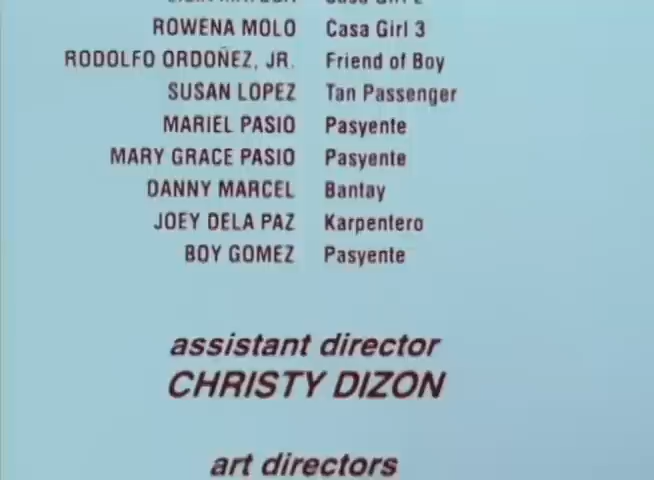 ROWENA MOLO Casa Girl 3
RODOLFO ORDOÑEZ, JR. Friend of Boy
SUSAN LOPEZ Tan Passenger
MARIEL PASIO Pasyente
MARY GRACE PASIO Pasyente
DANNY MARCEL Bantay
JOEY DELA PAZ Karpentero
BOY GOMEZ Pasyente
assistant director
CHRISTY DIZON
art directors